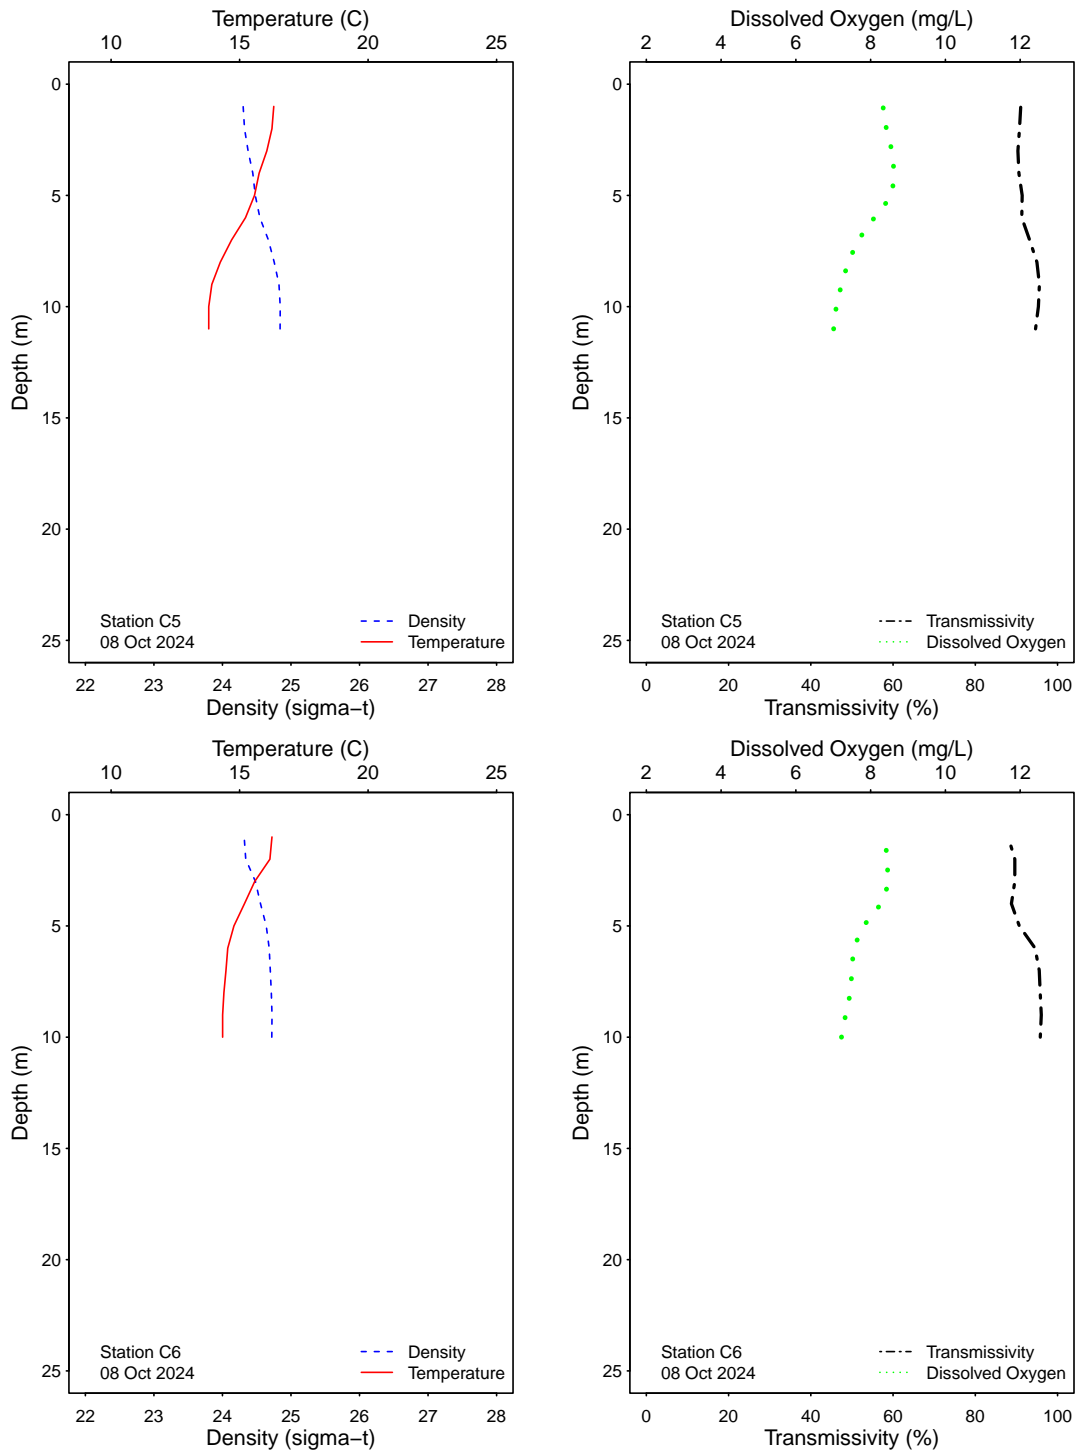 Temperature (C)
10 15 20 25
0
5
10
15
20
25
Depth (m)
Station C5
08 Oct 2024
Density
Temperature
22 23 24 25 26 27 28
Density (sigma−t)
Dissolved Oxygen (mg/L)
2 4 6 8 10 12
0
5
10
15
20
25
Depth (m)
Station C5
08 Oct 2024
Transmissivity
Dissolved Oxygen
0 20 40 60 80 100
Transmissivity (%)
Temperature (C)
10 15 20 25
0
5
10
15
20
25
Depth (m)
Station C6
08 Oct 2024
Density
Temperature
22 23 24 25 26 27 28
Density (sigma−t)
Dissolved Oxygen (mg/L)
2 4 6 8 10 12
0
5
10
15
20
25
Depth (m)
Station C6
08 Oct 2024
Transmissivity
Dissolved Oxygen
0 20 40 60 80 100
Transmissivity (%)